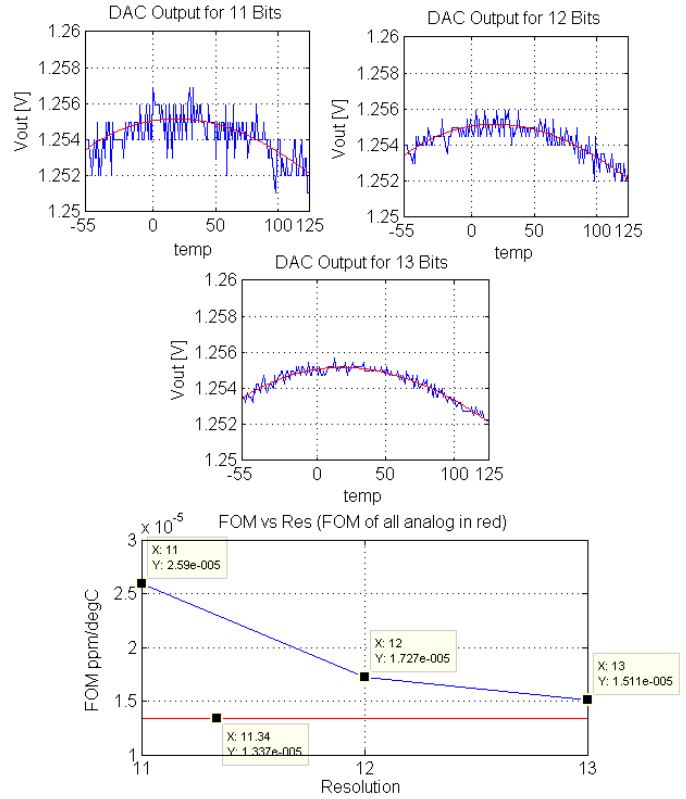 DAC Output for 11 Bits
1.26
1.258
1.256
1.254
1.252
1.25
Vout [V]
-55 0 50 100 125
temp
DAC Output for 12 Bits
1.26
1.258
1.256
1.254
1.252
1.25
Vout [V]
-55 0 50 100 125
temp
DAC Output for 13 Bits
1.26
1.258
1.256
1.254
1.252
1.25
Vout [V]
-55 0 50 100 125
temp
x 10-5
FOM vs Res (FOM of all analog in red)
3
2.5
2
1.5
1
FOM ppm/degC
X: 11
Y: 2.59e-005
X: 12
Y: 1.727e-005
X: 13
Y: 1.511e-005
X: 11.34
Y: 1.337e-005
11 12 13
Resolution